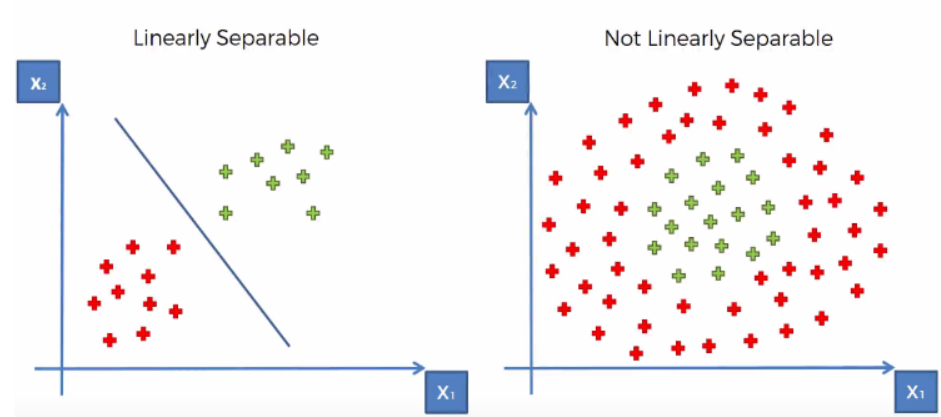 Linearly Separable
X₂
X₁
Not Linearly Separable
X₂
X₁